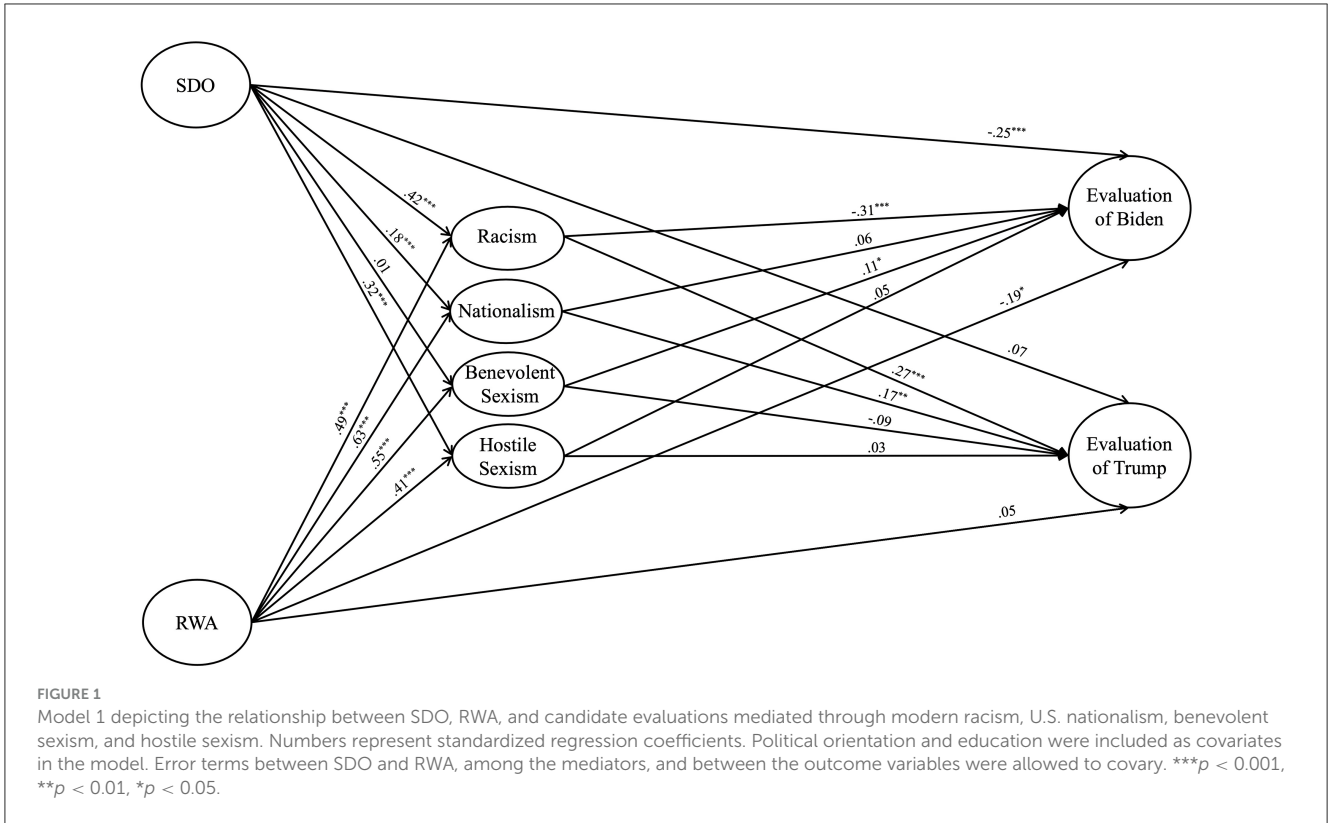 SDO
-.25***
Evaluation
of Biden
.42***
-.31***
Racism
.18***
.06
.01
.11*
.32***
.05
Nationalism
-.19*
.07
Benevolent
Sexism
.27***
.17**
-.09
.49***
.63***
.55***
.41***
Hostile
Sexism
.03
Evaluation
of Trump
.05
RWA
FIGURE 1
Model 1 depicting the relationship between SDO, RWA, and candidate evaluations mediated through modern racism, U.S. nationalism, benevolent
sexism, and hostile sexism. Numbers represent standardized regression coefficients. Political orientation and education were included as covariates
in the model. Error terms between SDO and RWA, among the mediators, and between the outcome variables were allowed to covary. ***p < 0.001,
**p < 0.01, *p < 0.05.